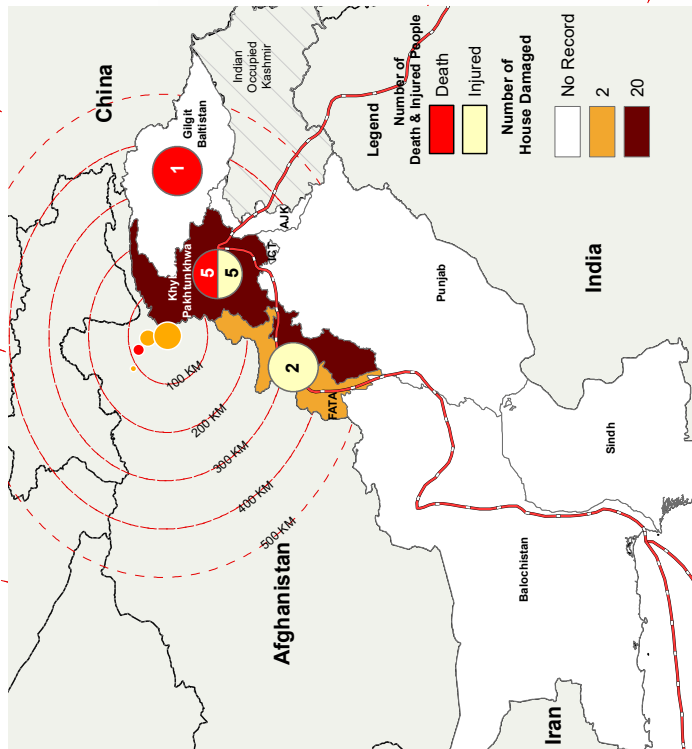 China
Khy
Pakhtunkhwa
Gilgit
Baltistan
Indian
Occupied
Kashmir
1
5
5
2
100 KM
200 KM
300 KM
400 KM
500 KM
Afghanistan
FATA
AJK
Punjab
Balochistan
Sindh
Iran
India
Legend
Number of
Death & Injured People
Death
Injured
Number of
House Damaged
No Record
2
20